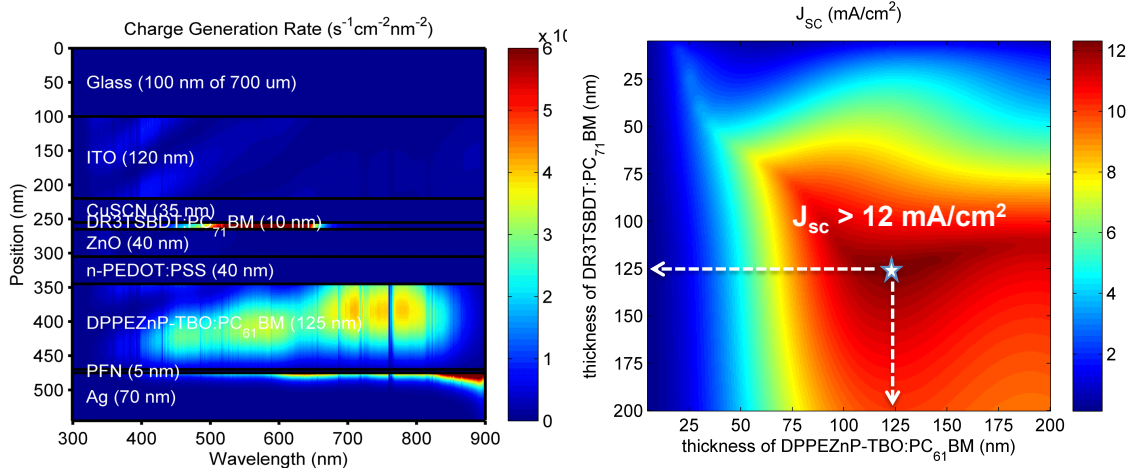 Charge Generation Rate (s⁻¹cm⁻²nm⁻²)
x 10
0
50
100
150
200
250
300
350
400
450
500
Position (nm)
Glass (100 nm of 700 um)
ITO (120 nm)
CuSCN (35 nm)
DR3TSBDT:PC₇₁BM (10 nm)
ZnO (40 nm)
n-PEDOT:PSS (40 nm)
DPPEZnP-TBO:PC₆₁BM (125 nm)
PFN (5 nm)
Ag (70 nm)
300 400 500 600 700 800 900
Wavelength (nm)
6
5
4
3
2
1
0
J_SC (mA/cm²)
25
50
75
100
125
150
175
200
thickness of DR3TSBDT:PC₇₁BM (nm)
J_sc > 12 mA/cm²
25 50 75 100 125 150 175 200
thickness of DPPEZnP-TBO:PC₆₁BM (nm)
12
10
8
6
4
2